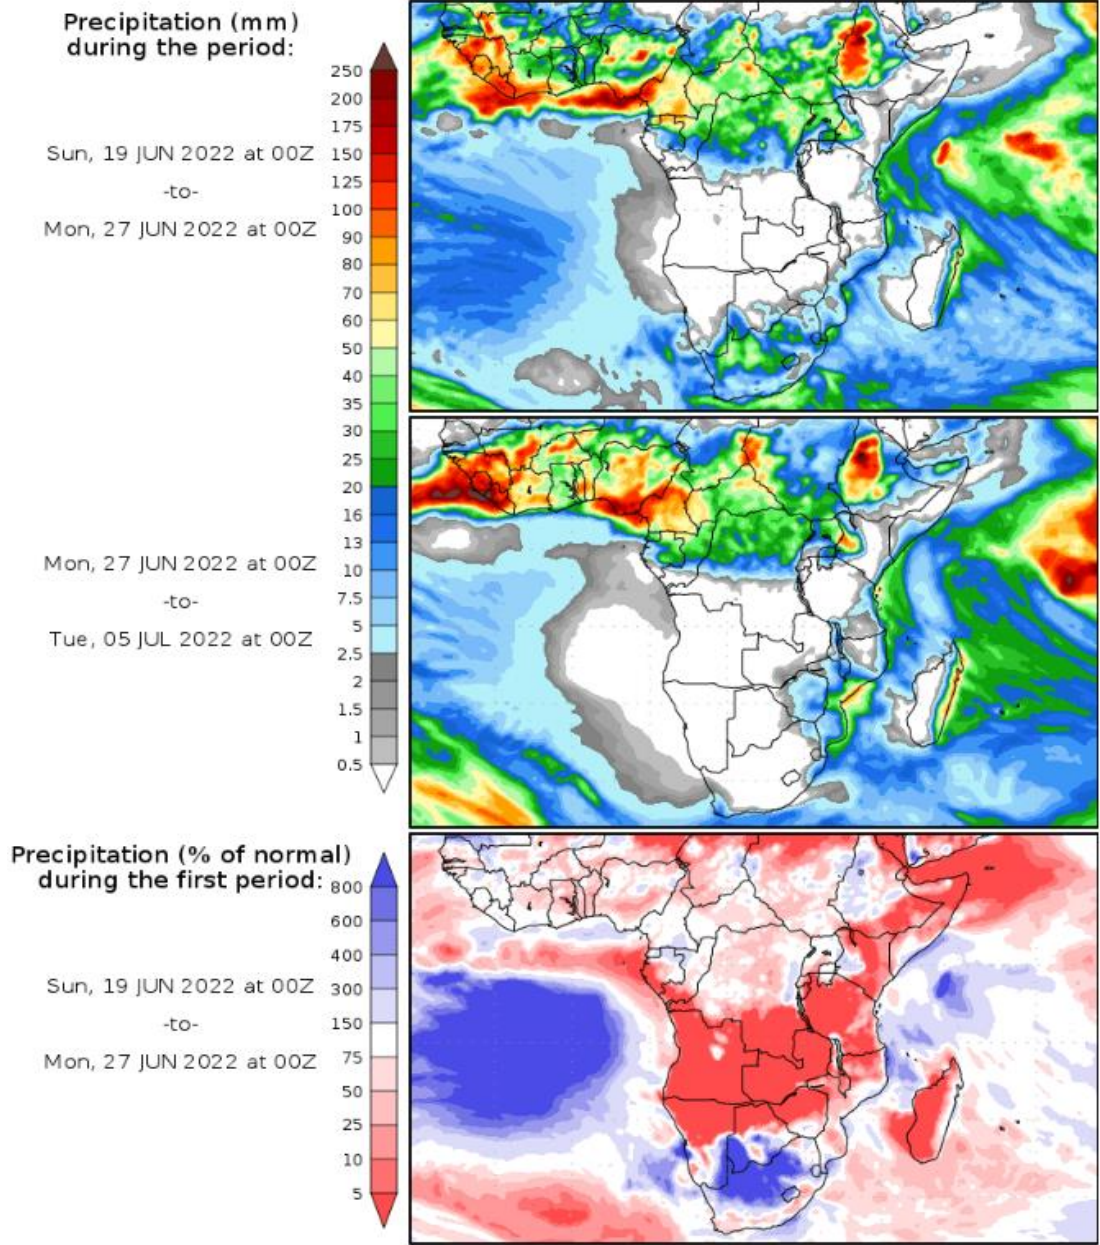 Precipitation (mm)
during the period:
Sun, 19 JUN 2022 at 00Z
-to-
Mon, 27 JUN 2022 at 00Z
Mon, 27 JUN 2022 at 00Z
-to-
Tue, 05 JUL 2022 at 00Z
250
200
175
150
125
100
90
80
70
60
50
40
35
30
25
20
16
13
10
7.5
5
2.5
2
1.5
1
0.5
Precipitation (% of normal)
during the first period:
Sun, 19 JUN 2022 at 00Z
-to-
Mon, 27 JUN 2022 at 00Z
800
600
400
300
150
75
50
25
10
5